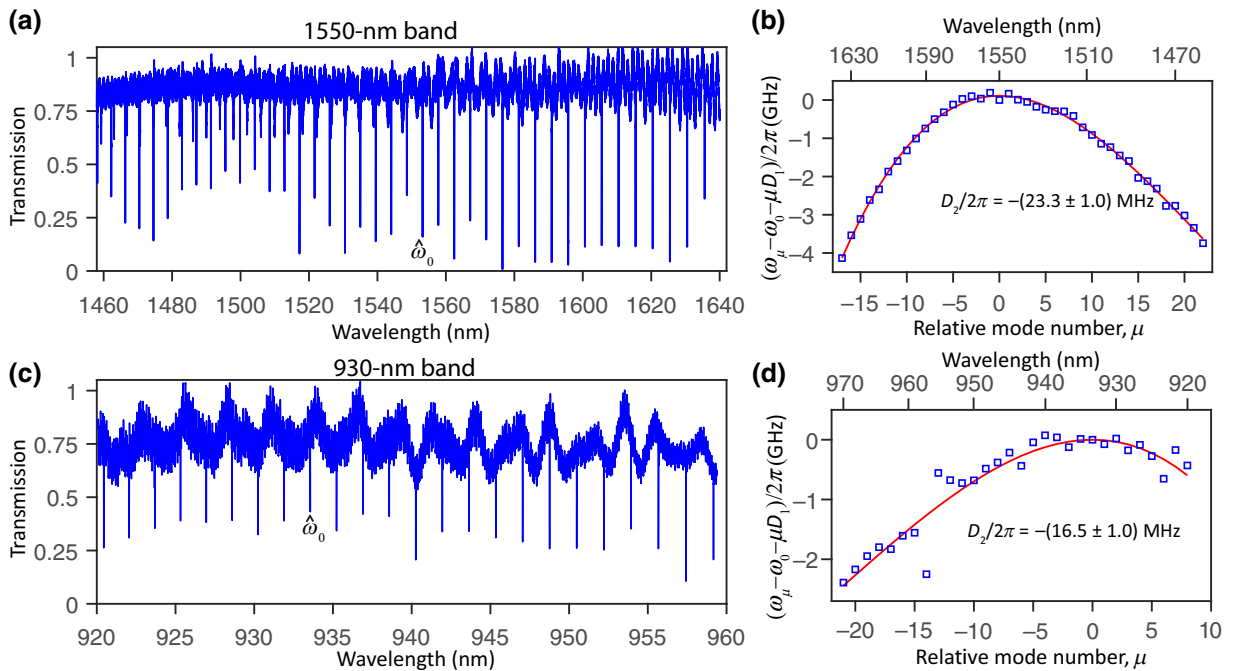 (a)
1550-nm band
1
0.75
0.5
0.25
0
Transmission
ω̂₀
1460 1480 1500 1520 1540 1560 1580 1600 1620 1640
Wavelength (nm)
(b)
Wavelength (nm)
1630 1590 1550 1510 1470
0
−1
−2
−3
−4
(ω_μ−ω₀−μD₁)/2π (GHz)
D₂/2π = −(23.3 ± 1.0) MHz
−15 −10 −5 0 5 10 15 20
Relative mode number, μ
(c)
930-nm band
1
0.75
0.5
0.25
0
Transmission
ω̂₀
920 925 930 935 940 945 950 955 960
Wavelength (nm)
(d)
Wavelength (nm)
970 960 950 940 930 920
0
−1
−2
(ω_μ−ω₀−μD₁)/2π (GHz)
D₂/2π = −(16.5 ± 1.0) MHz
−20 −15 −10 −5 0 5 10
Relative mode number, μ